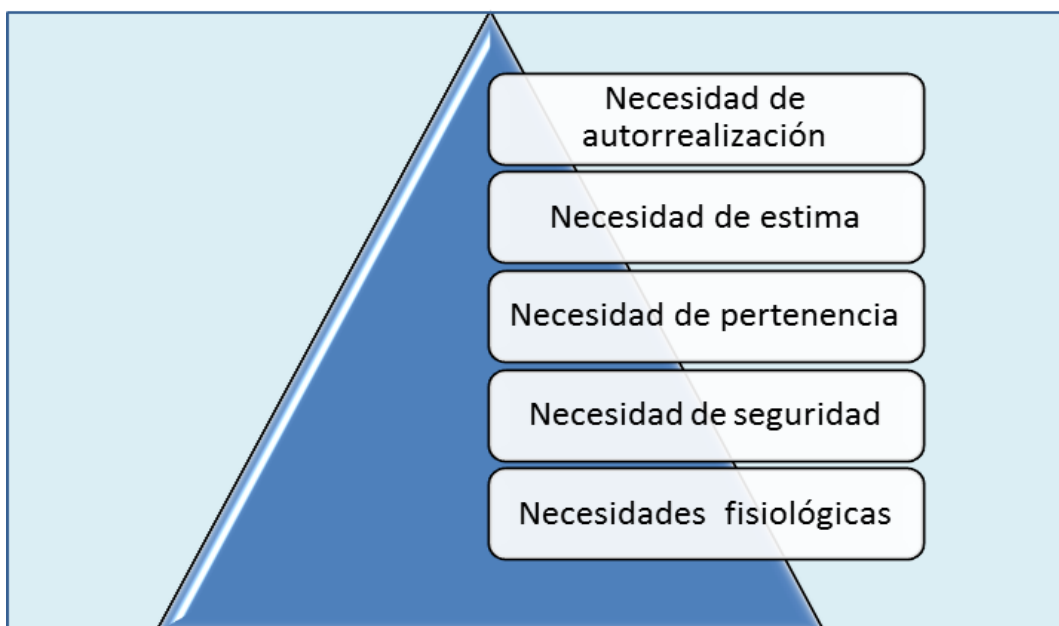 Necesidad de
autorrealización
Necesidad de estima
Necesidad de pertenencia
Necesidad de seguridad
Necesidades fisiológicas